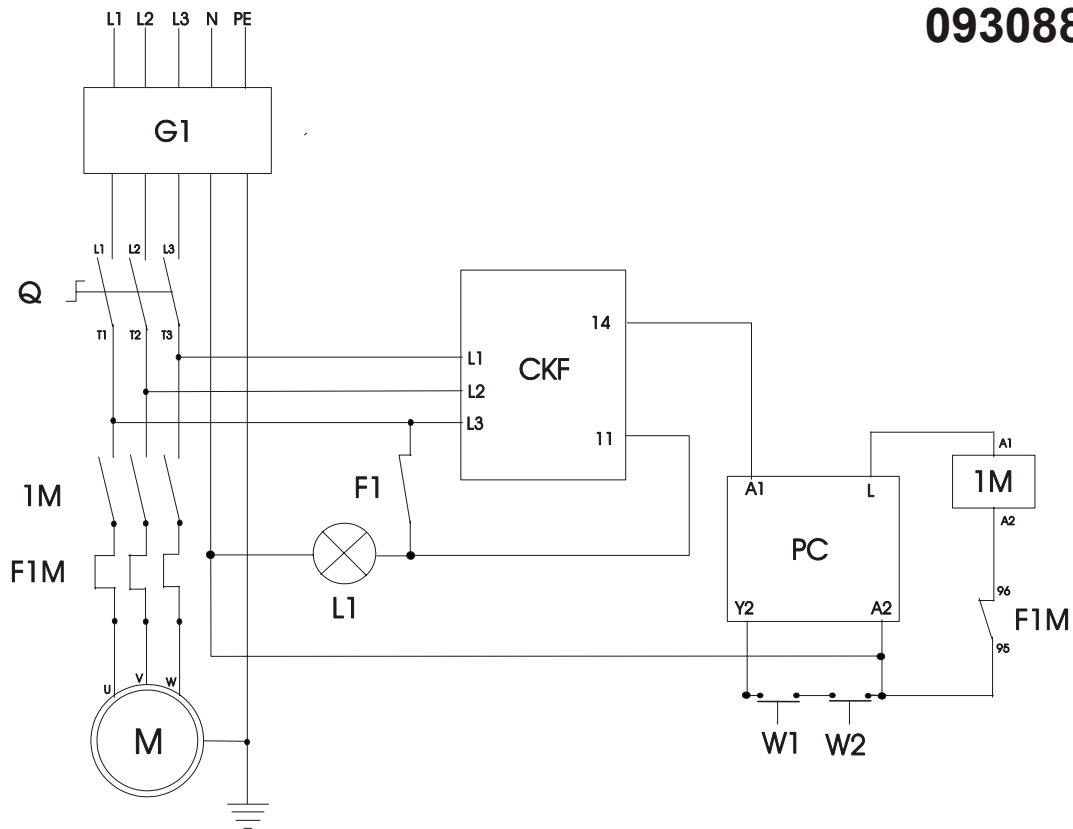 093088
L1 L2 L3 N PE
G1
L1 L2 L3
Q
T1 T2 T3
14
L1
CKF
L2
L3
11
A1
1M
F1
A1 L
1M
A2
PC
F1M
L1
96
Y2 A2
F1M
95
U V W
M
W1 W2